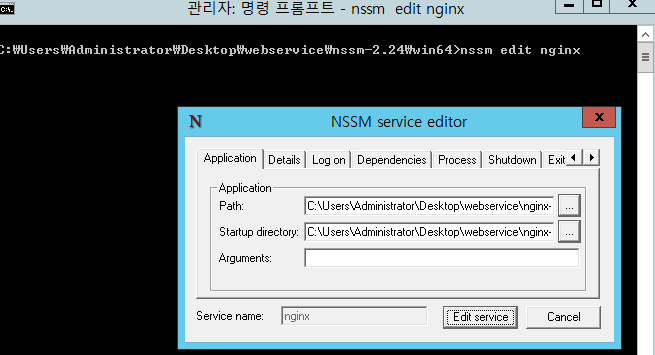 관리자: 명령 프롬프트 - nssm  edit nginx
C:₩Users₩Administrator₩Desktop₩webservice₩nssm-2.24₩win64>nssm edit nginx
N NSSM service editor
Application Details Log on Dependencies Process Shutdown Exit
Application
Path: C:\Users\Administrator\Desktop\webservice\nginx- ...
Startup directory: C:\Users\Administrator\Desktop\webservice\nginx- ...
Arguments:
Service name: nginx Edit service Cancel